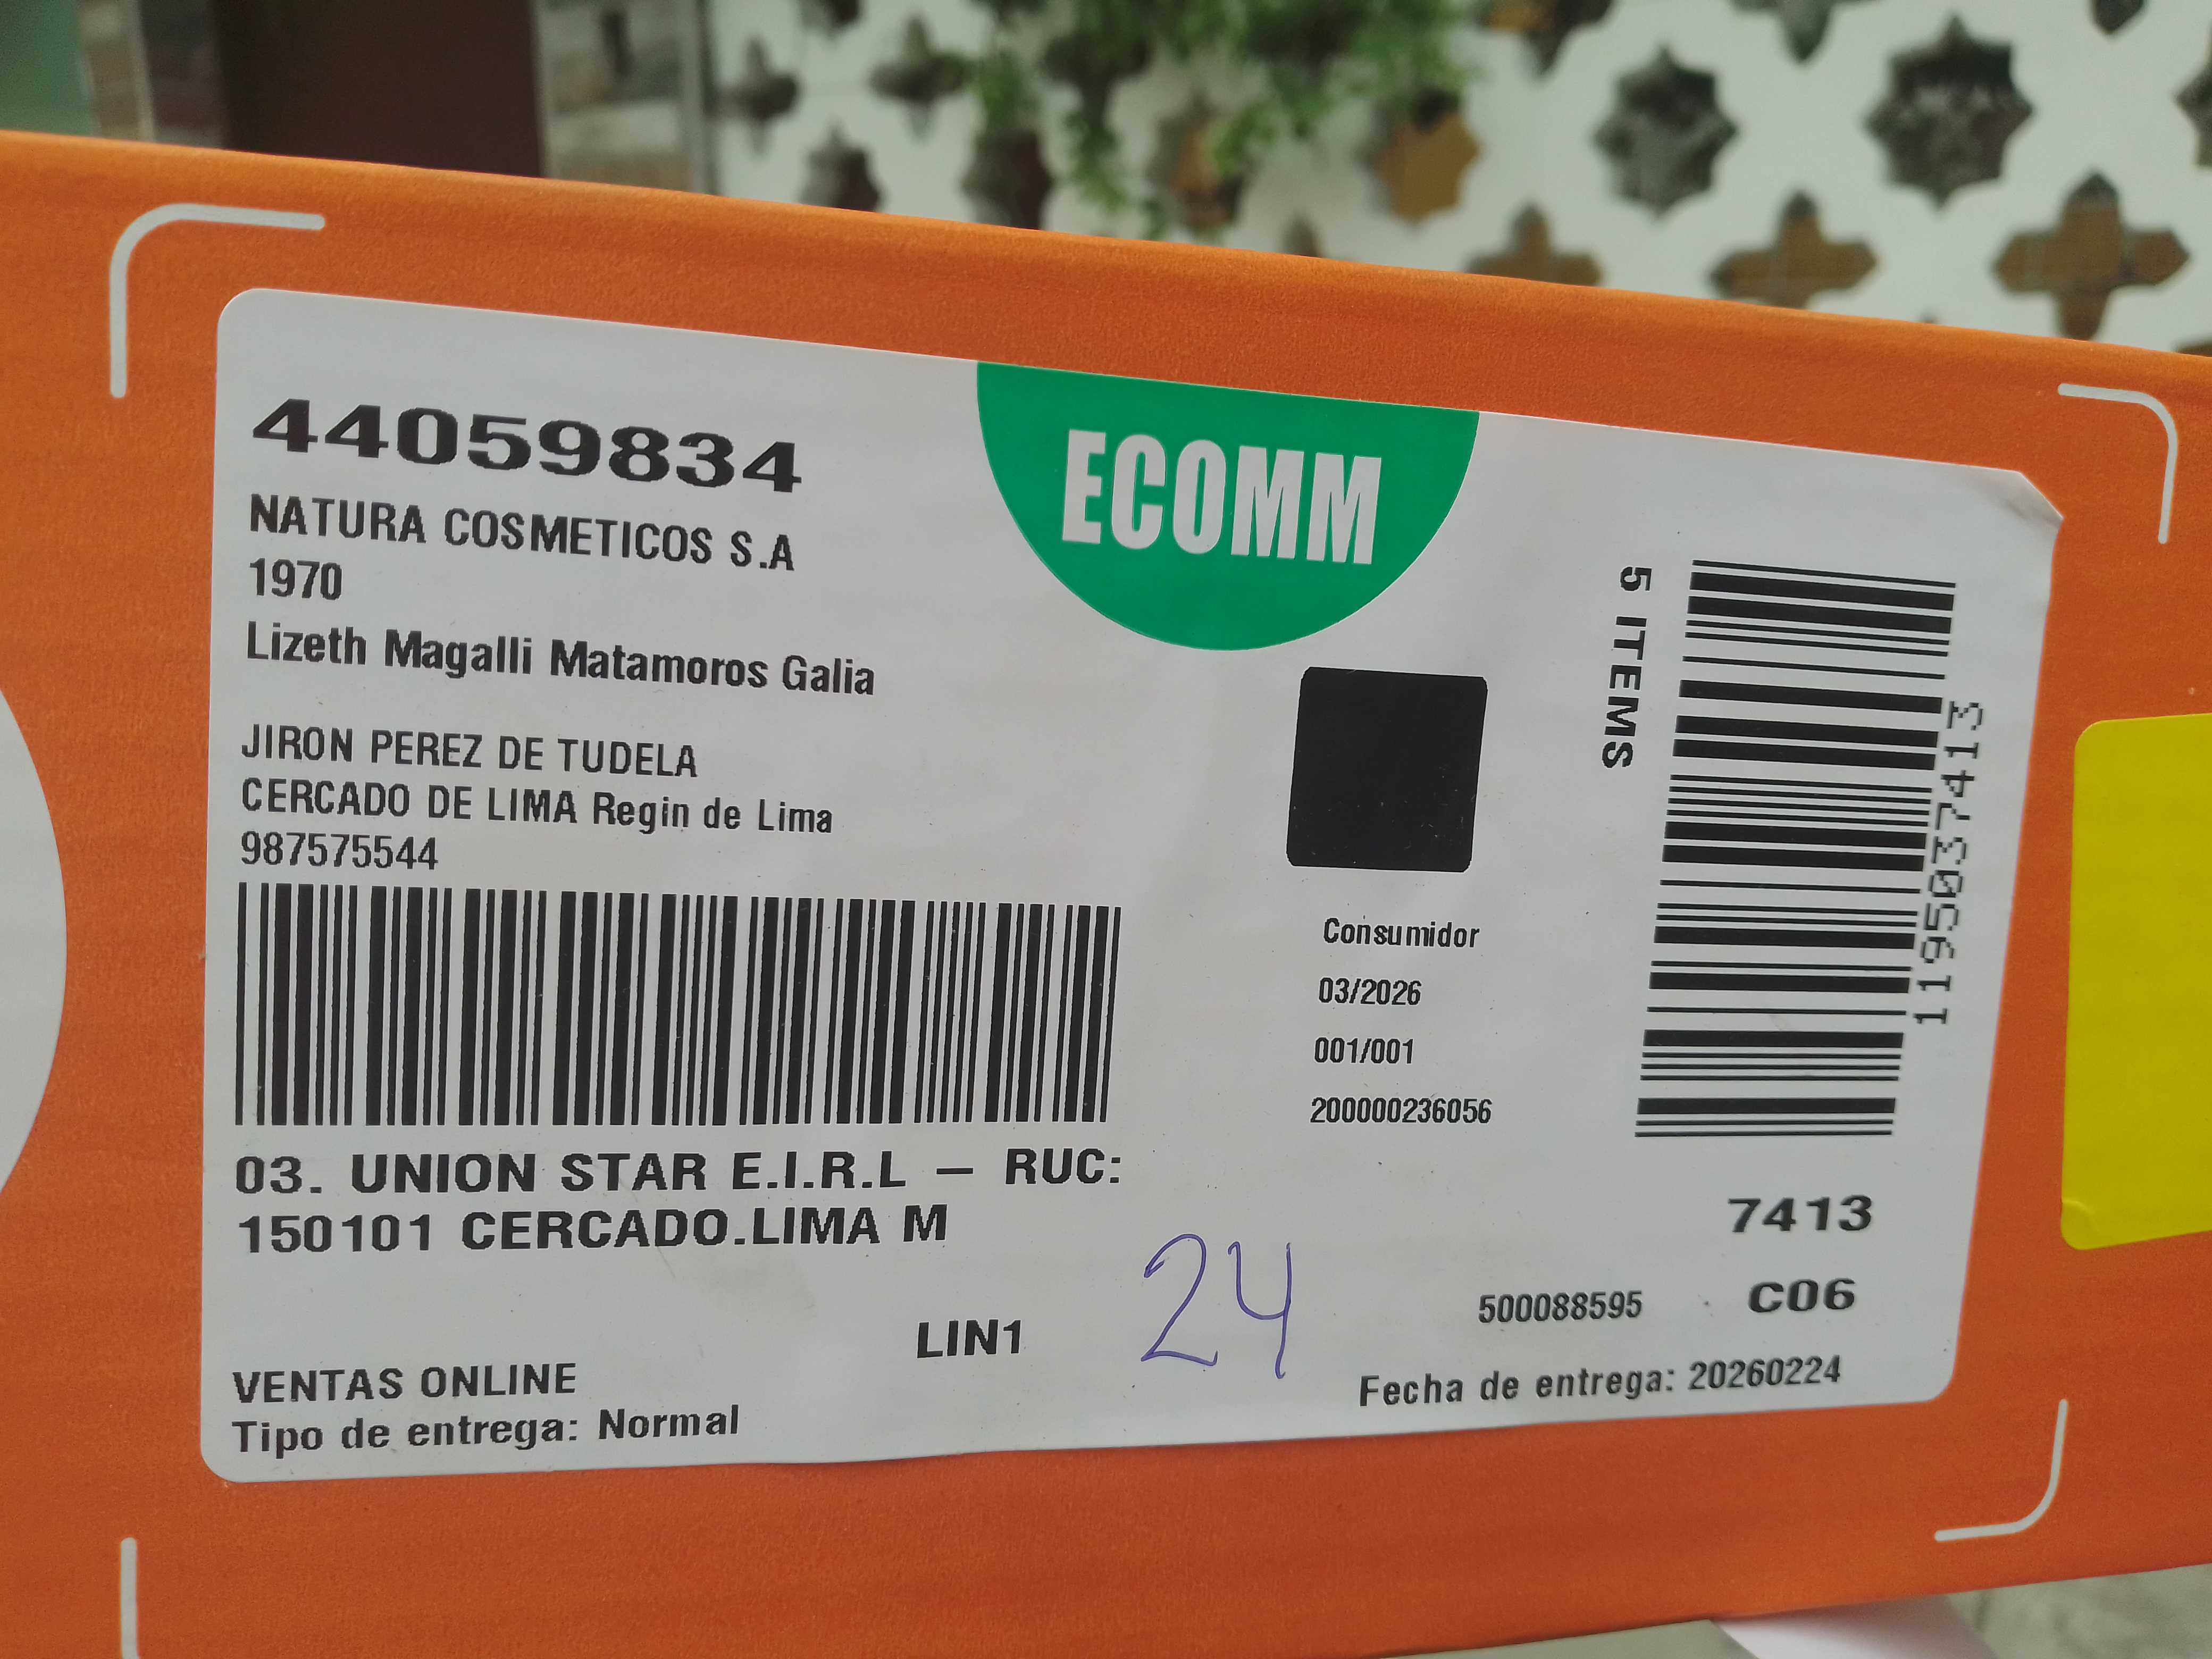 44059834
NATURA COSMETICOS S.A
1970
Lizeth Magalli Matamoros Galia
JIRON PEREZ DE TUDELA
CERCADO DE LIMA Regin de Lima
987575544
03. UNION STAR E.I.R.L – RUC:
150101 CERCADO.LIMA M
LIN1
24
VENTAS ONLINE
Tipo de entrega: Normal
ECOMM
Consumidor
03/2026
001/001
200000236056
5 ITEMS
1195037413
7413
500088595 C06
Fecha de entrega: 20260224